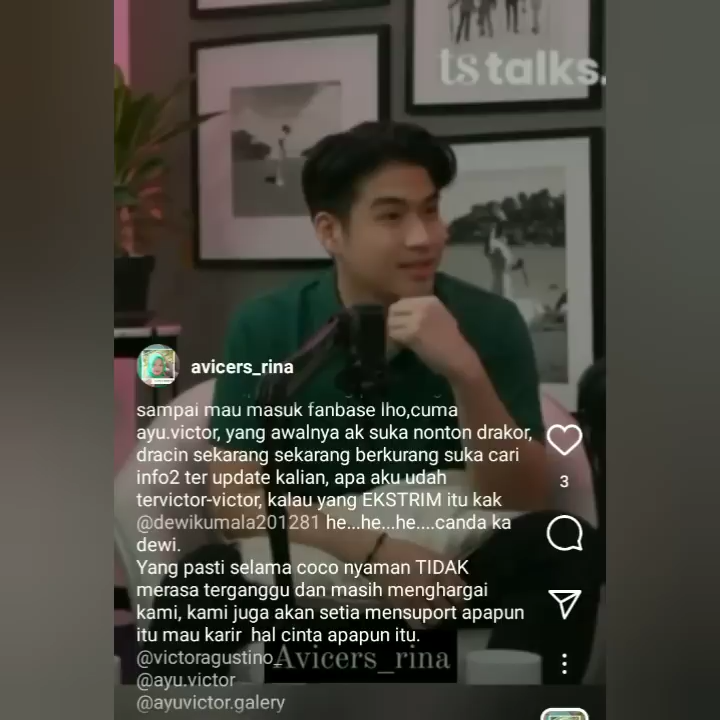 ts talks.
avicers_rina
sampai mau masuk fanbase lho,cuma
ayu.victor, yang awalnya ak suka nonton drakor,
dracin sekarang sekarang berkurang suka cari
info2 ter update kalian, apa aku udah
tervictor-victor, kalau yang EKSTRIM itu kak
@dewikumala201281 he...he...he....canda ka
dewi.
Yang pasti selama coco nyaman TIDAK
merasa terganggu dan masih menghargai
kami, kami juga akan setia mensuport apapun
itu mau karir hal cinta apapun itu.
@victoragustino_
Avicers_rina
@ayu.victor
@ayuvictor.galery
3